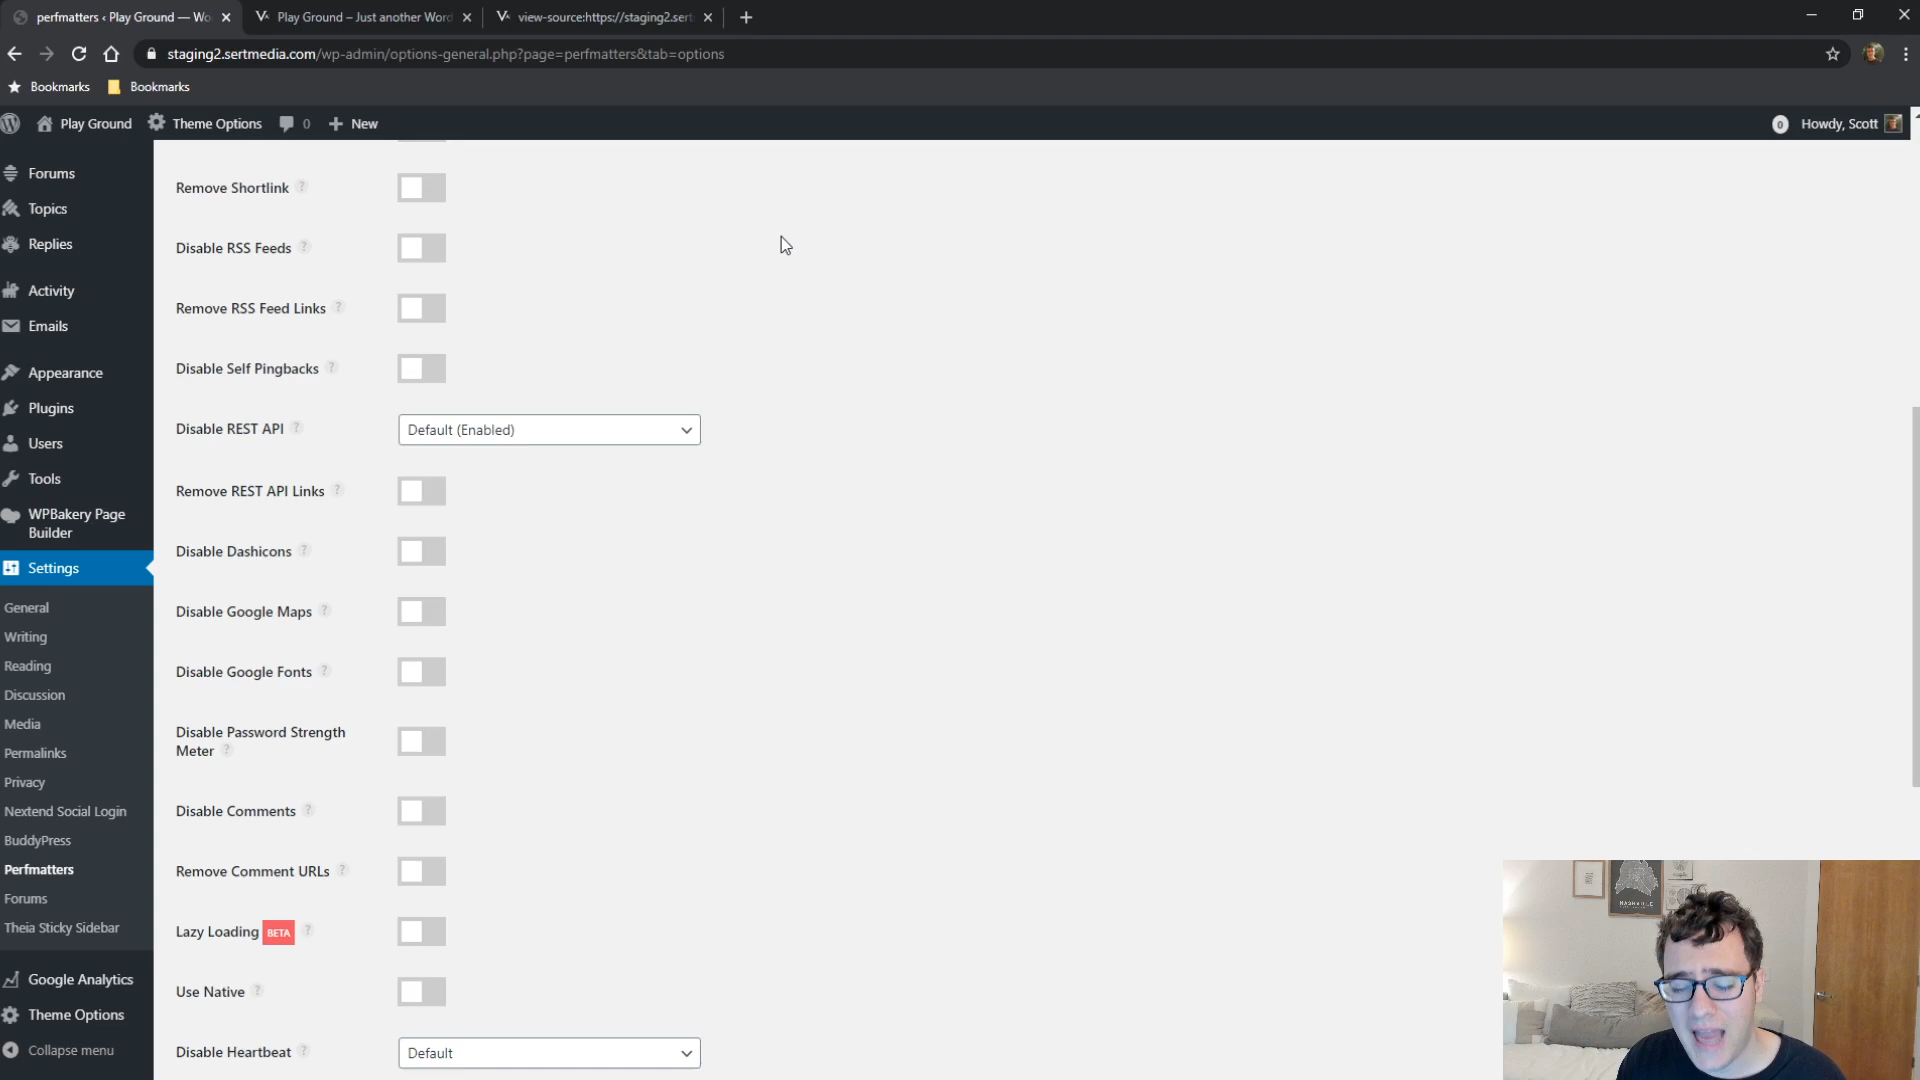 perfmatters ‹ Play Ground — Wo
Play Ground – Just another Word
view-source:https://staging2.sert
staging2.sertmedia.com/wp-admin/options-general.php?page=perfmatters&tab=options
Bookmarks
Bookmarks
Play Ground
Theme Options
0
New
0
Howdy, Scott
Forums
Topics
Replies
Activity
Emails
Appearance
Plugins
Users
Tools
WPBakery Page
Builder
Settings
General
Writing
Reading
Discussion
Media
Permalinks
Privacy
Nextend Social Login
BuddyPress
Perfmatters
Forums
Theia Sticky Sidebar
Google Analytics
Theme Options
Collapse menu
Remove Shortlink ?
Disable RSS Feeds ?
Remove RSS Feed Links ?
Disable Self Pingbacks ?
Disable REST API ? Default (Enabled)
Remove REST API Links ?
Disable Dashicons ?
Disable Google Maps ?
Disable Google Fonts ?
Disable Password Strength
Meter ?
Disable Comments ?
Remove Comment URLs ?
Lazy Loading BETA ?
Use Native ?
Disable Heartbeat ? Default
NASHVILLE